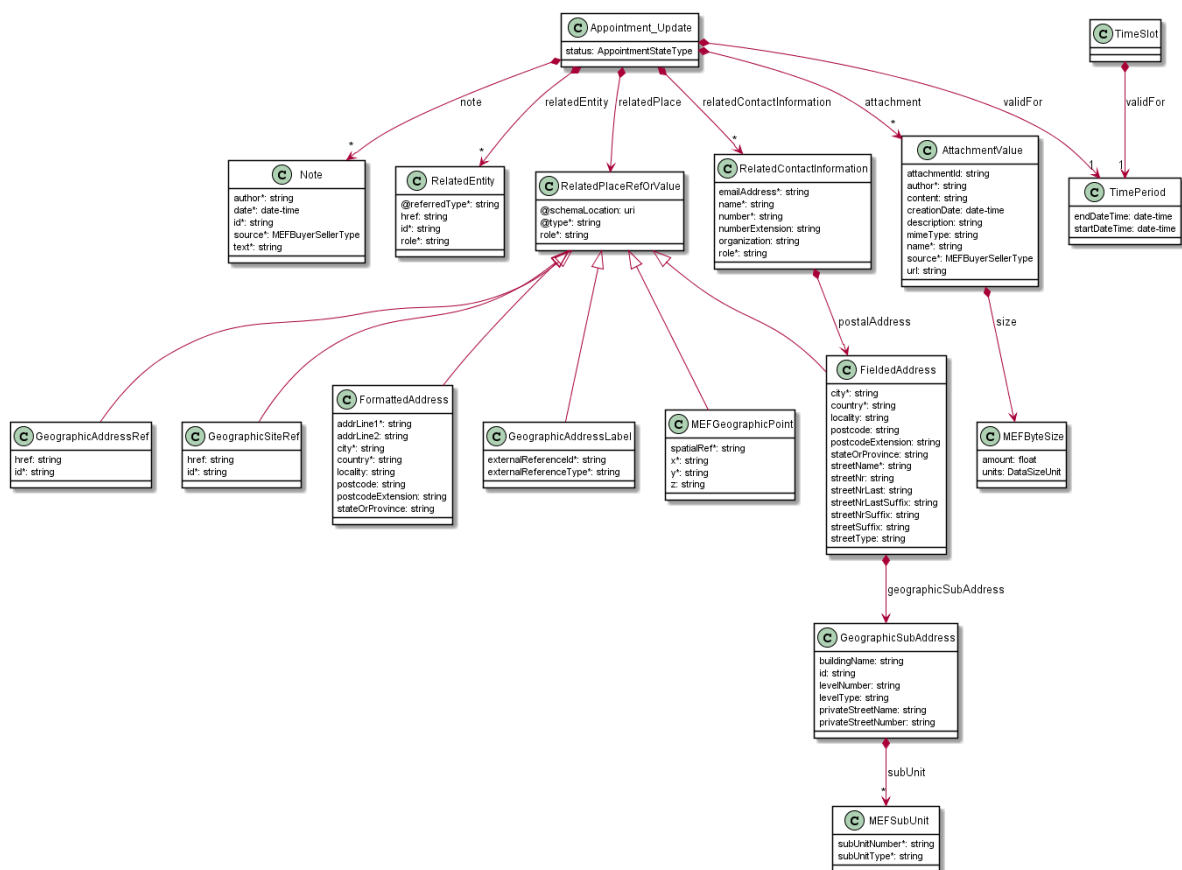 C Appointment_Update
status: AppointmentStateType
C TimeSlot
note
relatedEntity
relatedPlace
relatedContactInformation
attachment
validFor
validFor
*
*
*
*
1
1
C Note
author*: string
date*: date-time
id*: string
source*: MEFBuyerSellerType
text*: string
C RelatedEntity
@referredType*: string
href: string
id*: string
role*: string
C RelatedPlaceRefOrValue
@schemaLocation: uri
@type*: string
role*: string
C RelatedContactInformation
emailAddress*: string
name*: string
number*: string
numberExtension: string
organization: string
role*: string
C AttachmentValue
attachmentId: string
author*: string
content: string
creationDate: date-time
description: string
mimeType: string
name*: string
source*: MEFBuyerSellerType
url: string
C TimePeriod
endDateTime: date-time
startDateTime: date-time
postalAddress
size
C GeographicAddressRef
href: string
id*: string
C GeographicSiteRef
href: string
id*: string
C FormattedAddress
addrLine1*: string
addrLine2: string
city*: string
country*: string
locality: string
postcode: string
postcodeExtension: string
stateOrProvince: string
C GeographicAddressLabel
externalReferenceId*: string
externalReferenceType*: string
C MEFGeographicPoint
spatialRef*: string
x*: string
y*: string
z: string
C FieldedAddress
city*: string
country*: string
locality: string
postcode: string
postcodeExtension: string
stateOrProvince: string
streetName*: string
streetNr: string
streetNrLast: string
streetNrLastSuffix: string
streetNrSuffix: string
streetSuffix: string
streetType: string
C MEFByteSize
amount: float
units: DataSizeUnit
geographicSubAddress
C GeographicSubAddress
buildingName: string
id: string
levelNumber: string
levelType: string
privateStreetName: string
privateStreetNumber: string
subUnit
*
C MEFSubUnit
subUnitNumber*: string
subUnitType*: string